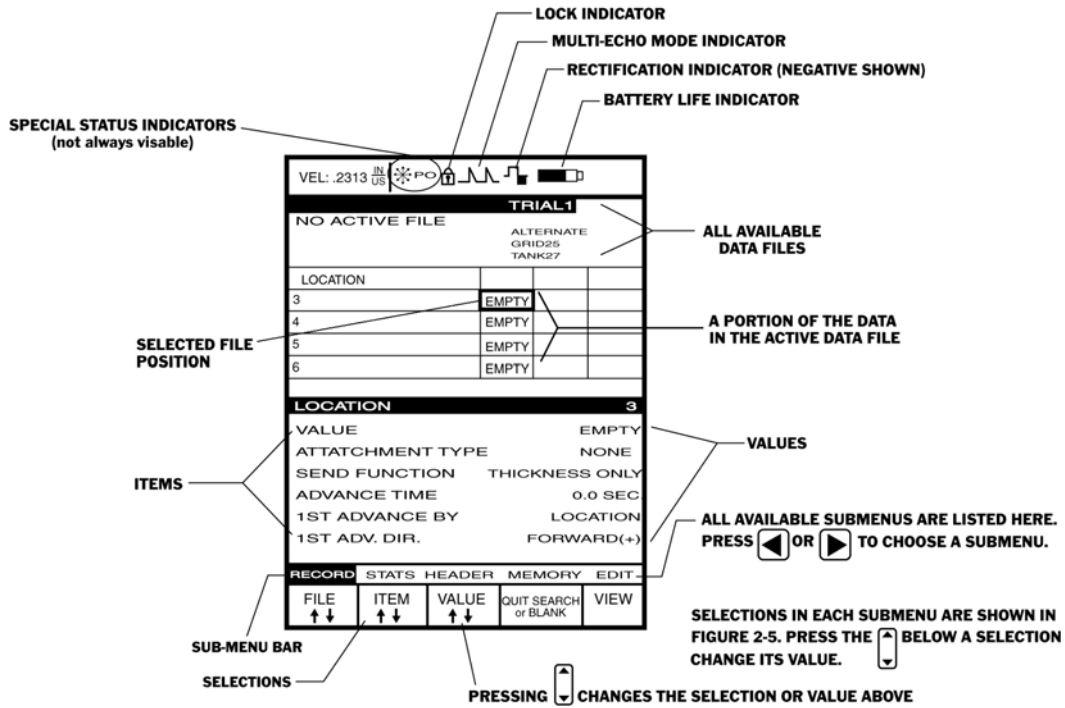 LOCK INDICATOR
MULTI-ECHO MODE INDICATOR
RECTIFICATION INDICATOR (NEGATIVE SHOWN)
BATTERY LIFE INDICATOR
SPECIAL STATUS INDICATORS
(not always visable)
VEL: .2313 IN US PO
TRIAL1
NO ACTIVE FILE
ALTERNATE
GRID25
TANK27
ALL AVAILABLE
DATA FILES
LOCATION
3 EMPTY
4 EMPTY
5 EMPTY
6 EMPTY
SELECTED FILE
POSITION
A PORTION OF THE DATA
IN THE ACTIVE DATA FILE
LOCATION 3
VALUE EMPTY
ATTATCHMENT TYPE NONE
SEND FUNCTION THICKNESS ONLY
ADVANCE TIME 0.0 SEC.
1ST ADVANCE BY LOCATION
1ST ADV. DIR. FORWARD(+)
ITEMS
VALUES
ALL AVAILABLE SUBMENUS ARE LISTED HERE.
PRESS OR TO CHOOSE A SUBMENU.
RECORD STATS HEADER MEMORY EDIT
FILE ITEM VALUE QUIT SEARCH or BLANK VIEW
SELECTIONS IN EACH SUBMENU ARE SHOWN IN
FIGURE 2-5. PRESS THE BELOW A SELECTION
CHANGE ITS VALUE.
SUB-MENU BAR
SELECTIONS
PRESSING CHANGES THE SELECTION OR VALUE ABOVE